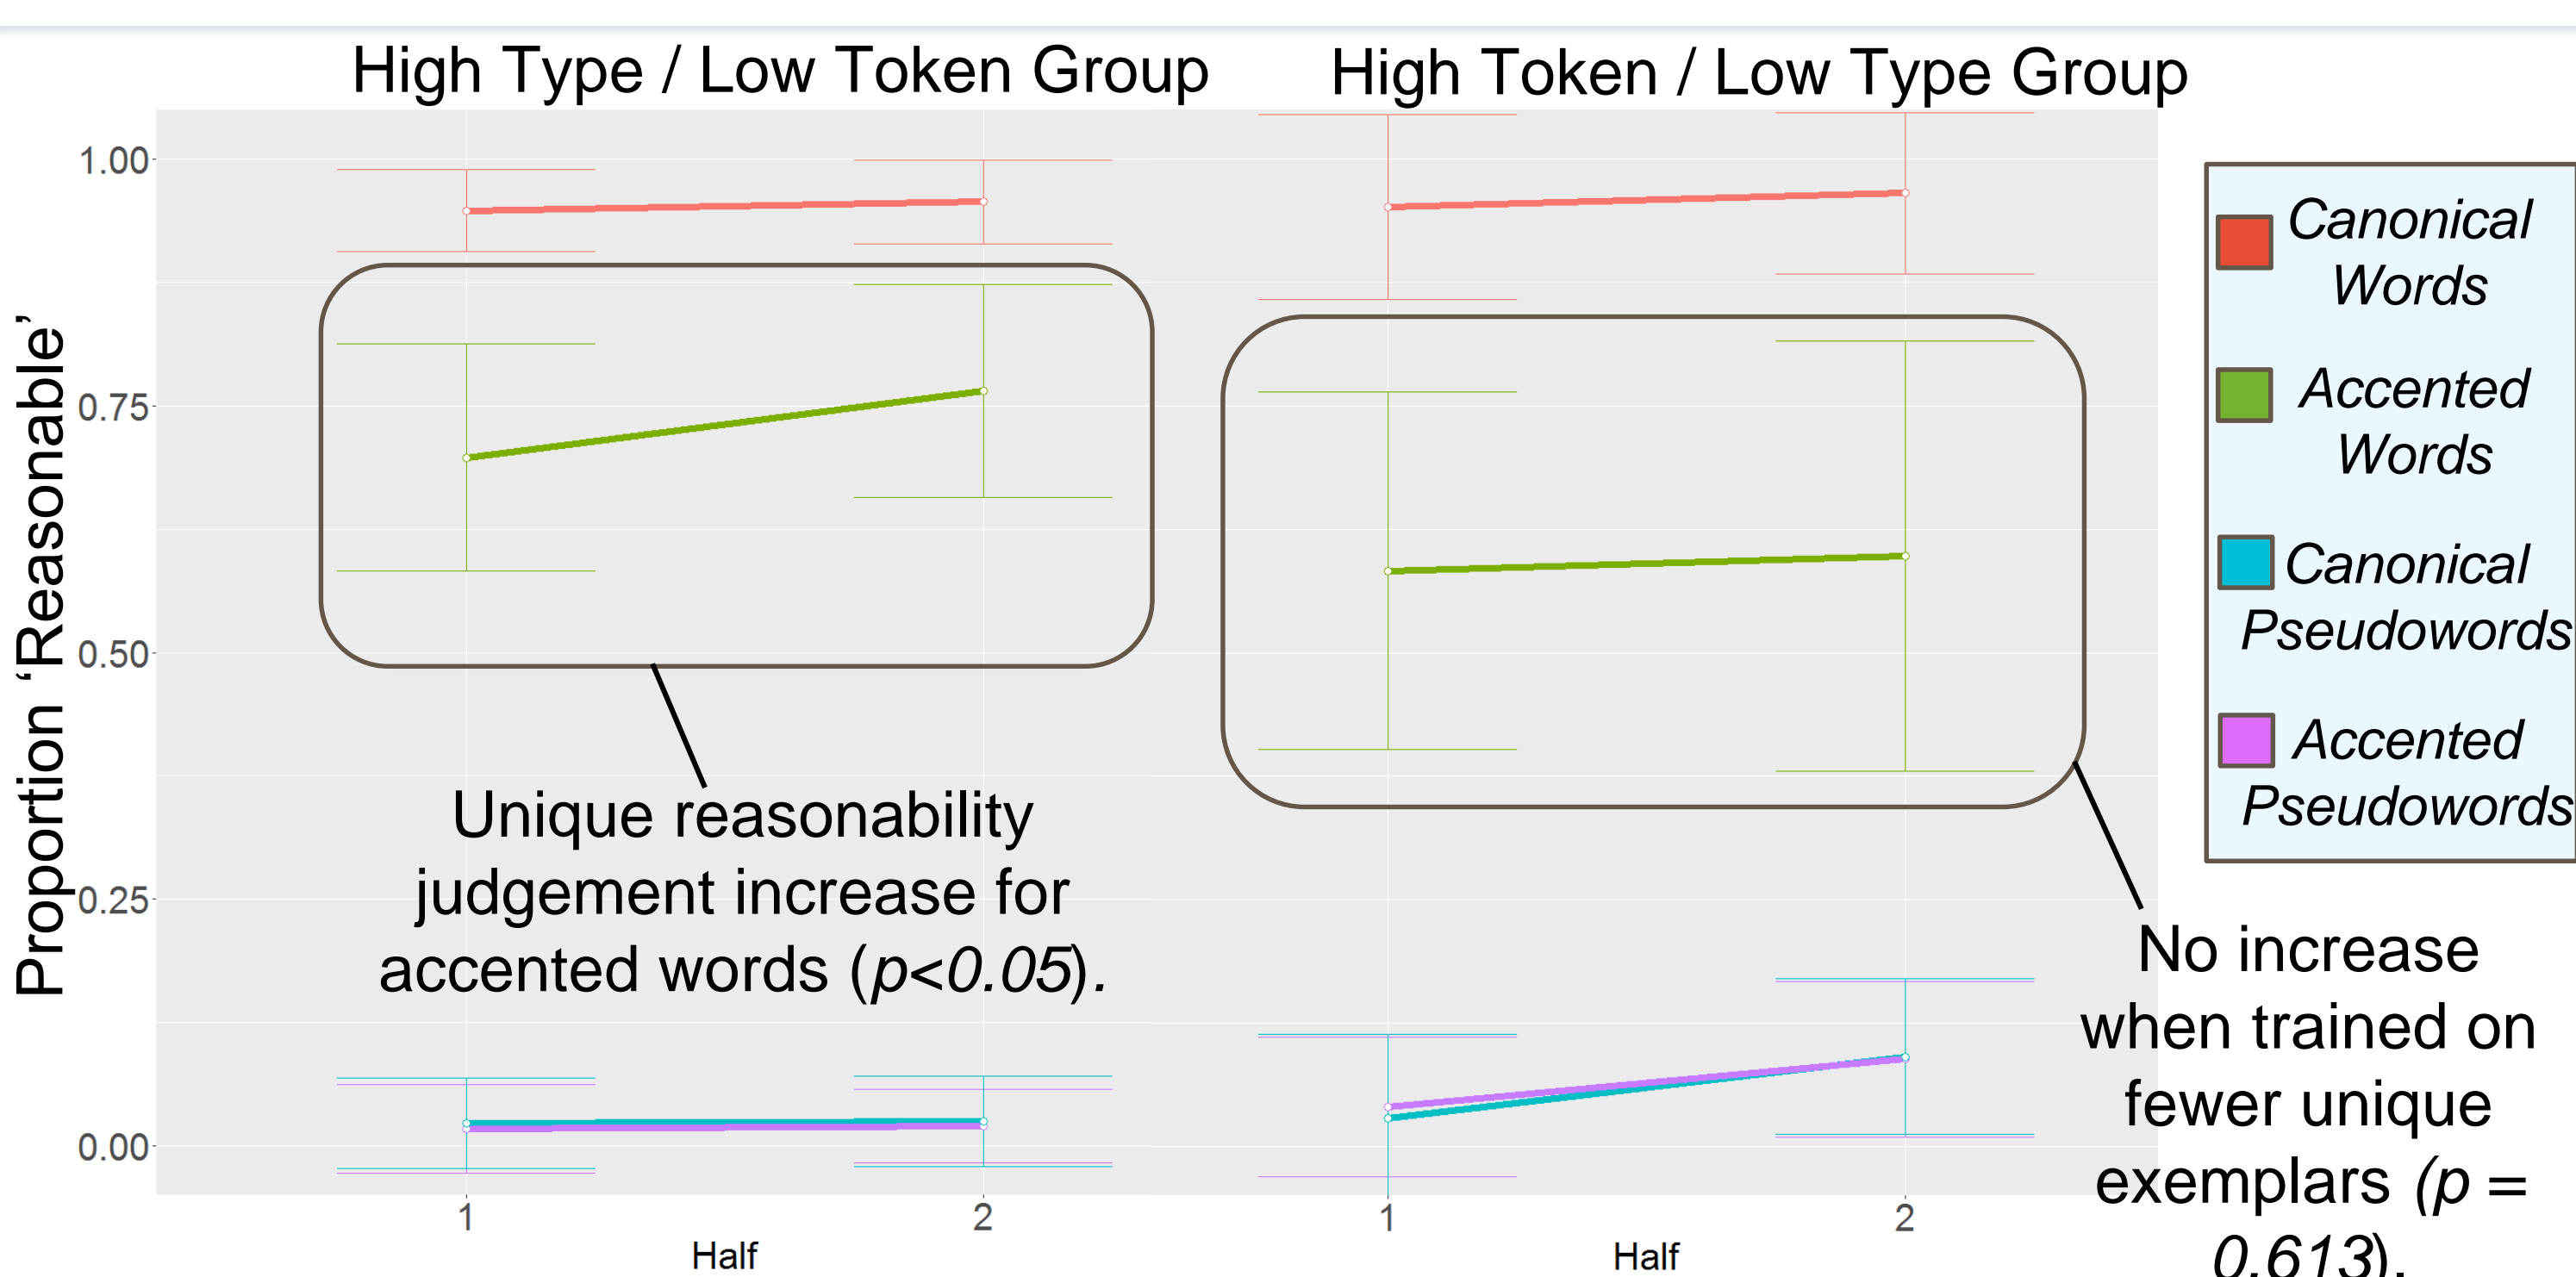 High Type / Low Token Group
High Token / Low Type Group
Proportion ‘Reasonable’
1.00
0.75
0.50
0.25
0.00
Unique reasonability
judgement increase for
accented words (p<0.05).
1
2
Half
1
2
Half
Canonical
Words
Accented
Words
Canonical
Pseudowords
Accented
Pseudowords
No increase
when trained on
fewer unique
exemplars (p =
0.613).